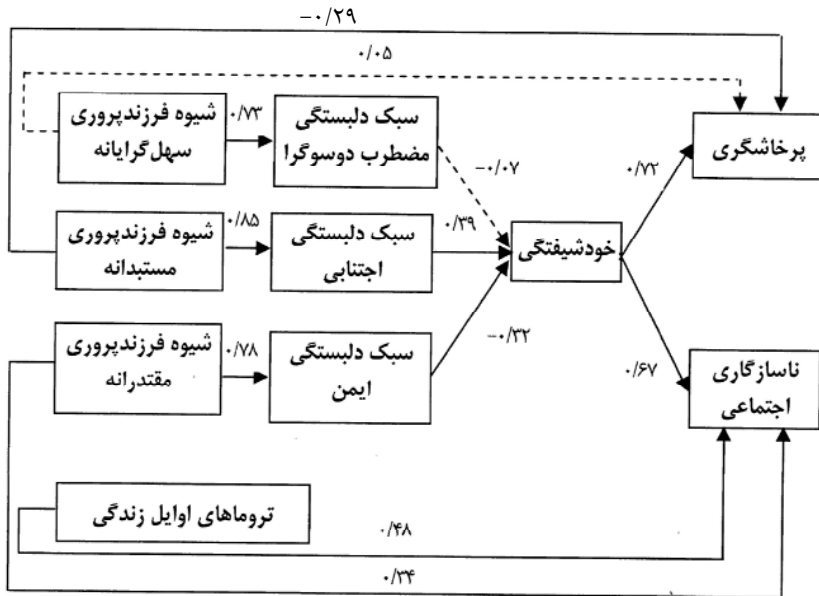 -۰/۲۹
۰/۰۵
شیوه فرزندپروری
سهل‌گرایانه
۰/۷۳
سبک دلبستگی
مضطرب دوسوگرا
-۰/۰۷
۰/۷۲
پرخاشگری
شیوه فرزندپروری
مستبدانه
۰/۸۵
سبک دلبستگی
اجتنابی
۰/۳۹
خودشیفتگی
شیوه فرزندپروری
مقتدرانه
۰/۷۸
سبک دلبستگی
ایمن
-۰/۳۲
۰/۶۷
ناسازگاری
اجتماعی
تروماهای اوایل زندگی
۰/۴۸
۰/۳۴